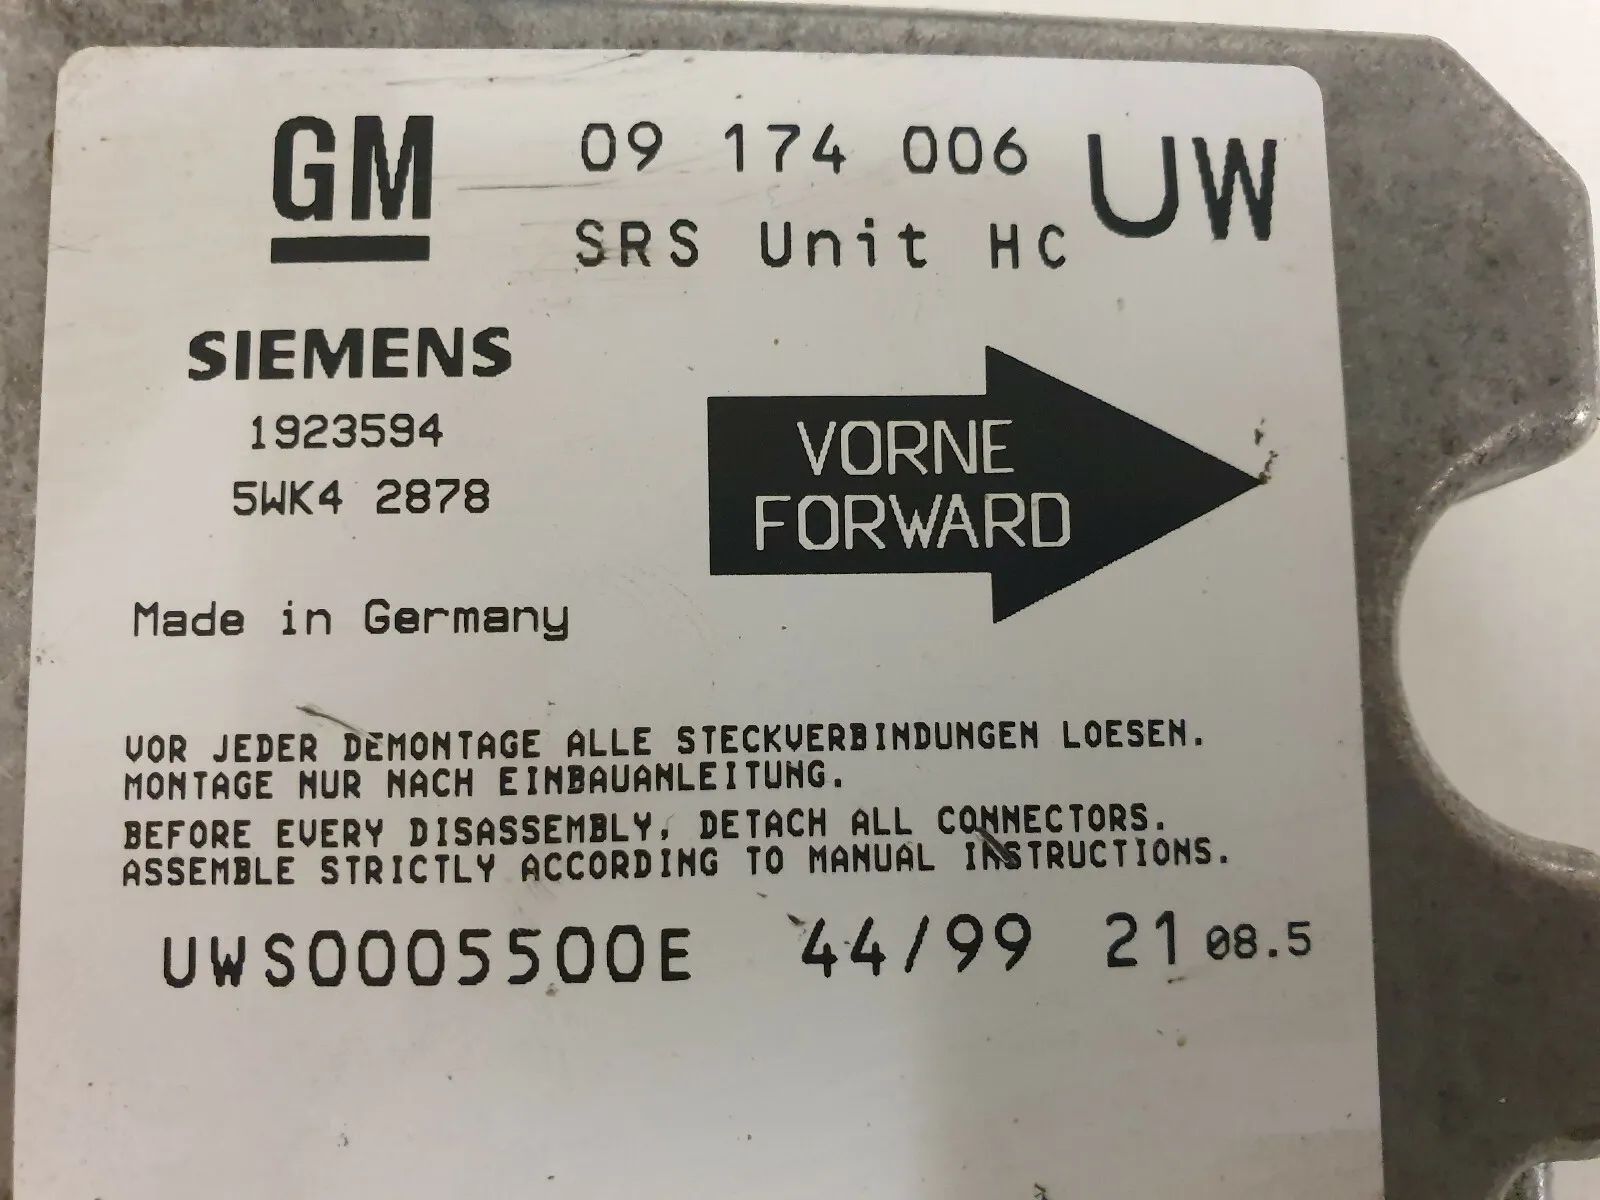 GM 09 174 006 UW
SRS Unit HC
SIEMENS
1923594
5WK4 2878
VORNE
FORWARD
Made in Germany
VOR JEDER DEMONTAGE ALLE STECKVERBINDUNGEN LOESEN.
MONTAGE NUR NACH EINBAUANLEITUNG.
BEFORE EVERY DISASSEMBLY, DETACH ALL CONNECTORS.
ASSEMBLE STRICTLY ACCORDING TO MANUAL INSTRUCTIONS.
UWS0005500E 44/99 21 08.5